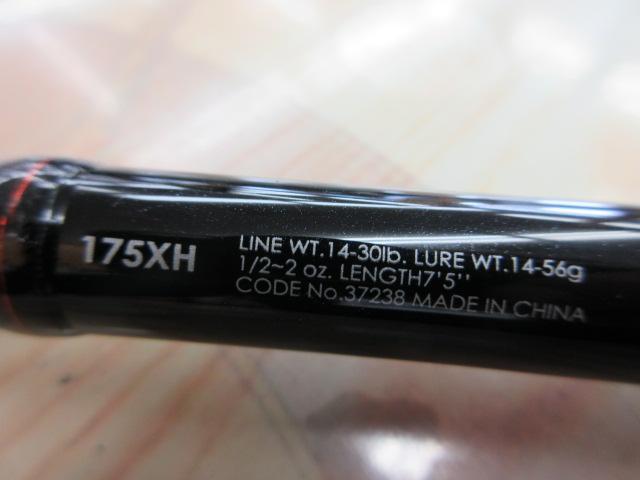 175XH
LINE WT.14-30lb. LURE WT.14-56g
1/2~2 oz. LENGTH7'5''
CODE No.37238 MADE IN CHINA